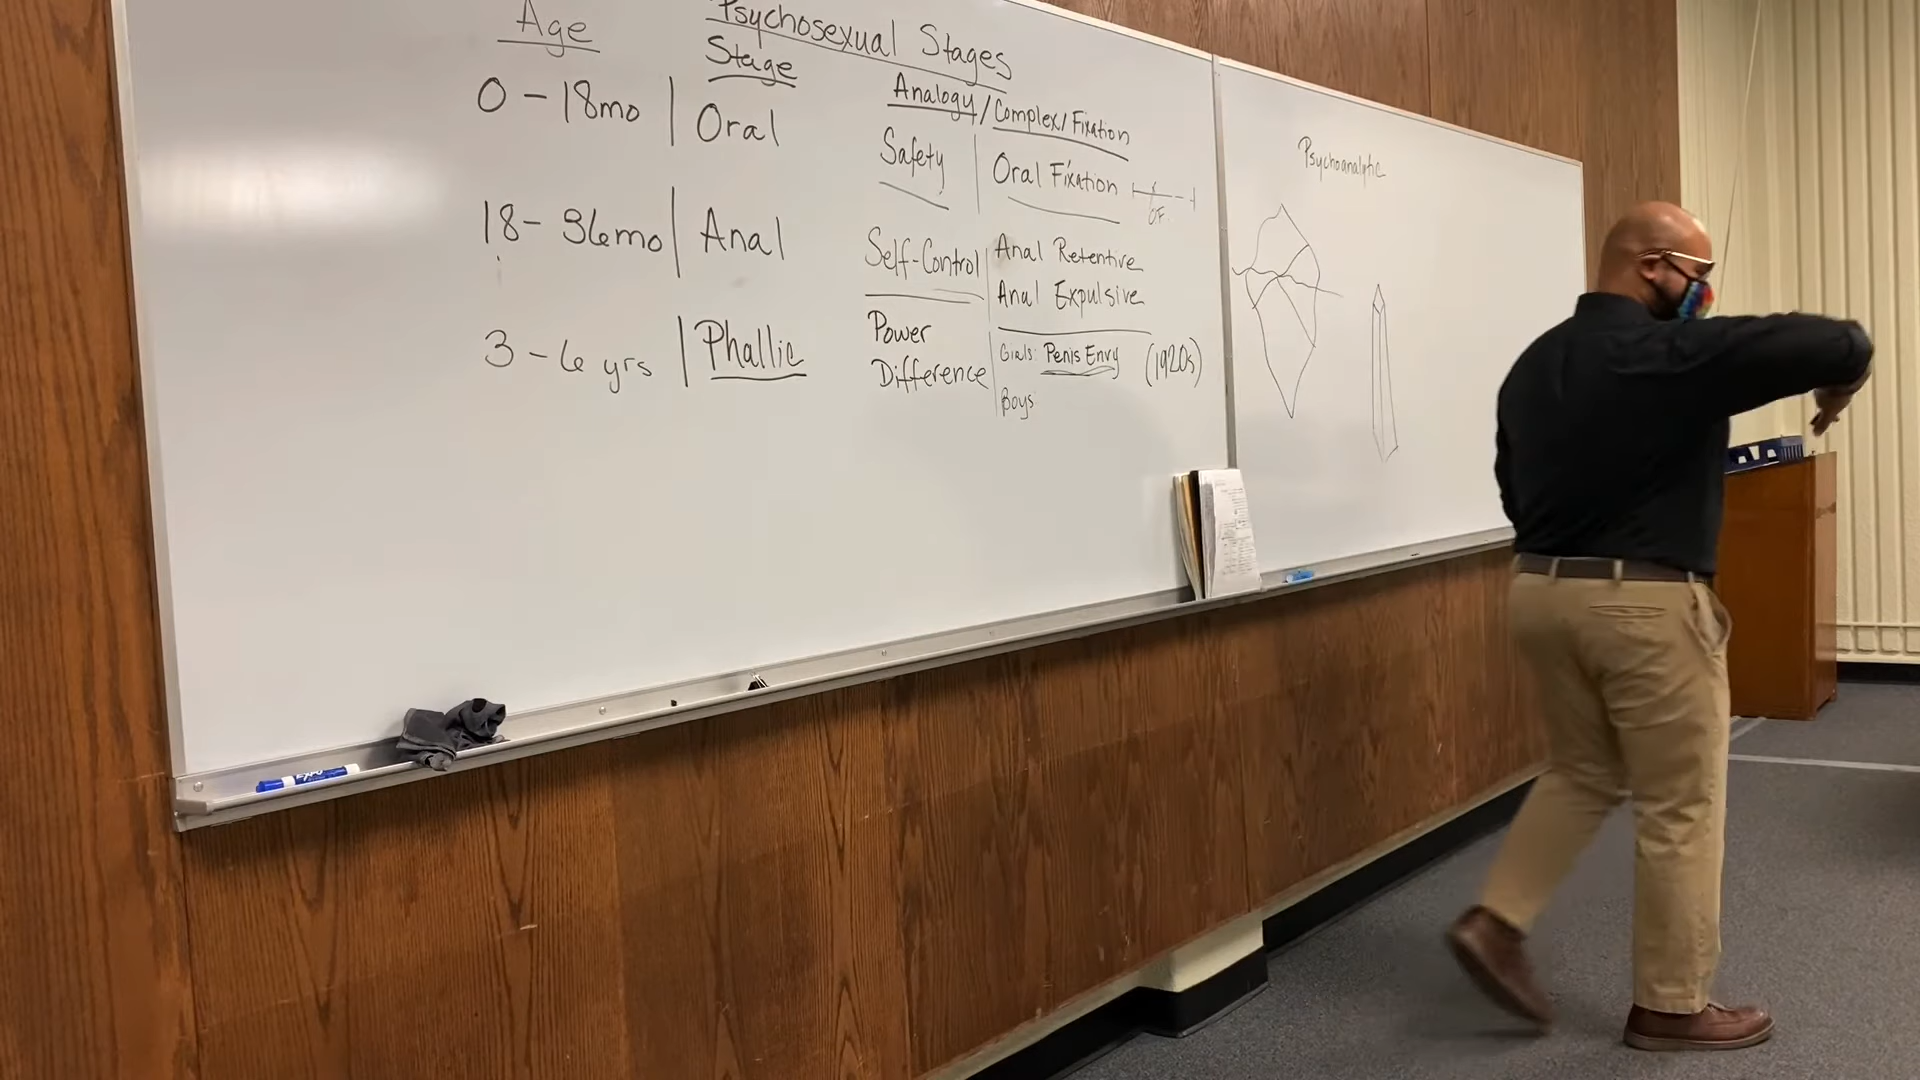 Age
Psychosexual Stages
Stage
Analogy/Complex/Fixation
0-18mo | Oral
Safety | Oral Fixation
OF.
18-36mo | Anal
Self-Control | Anal Retentive
Anal Expulsive
3-6 yrs | Phallic
Power
Difference
Girls: Penis Envy (1920s)
Boys
Psychoanalytic
EXPO